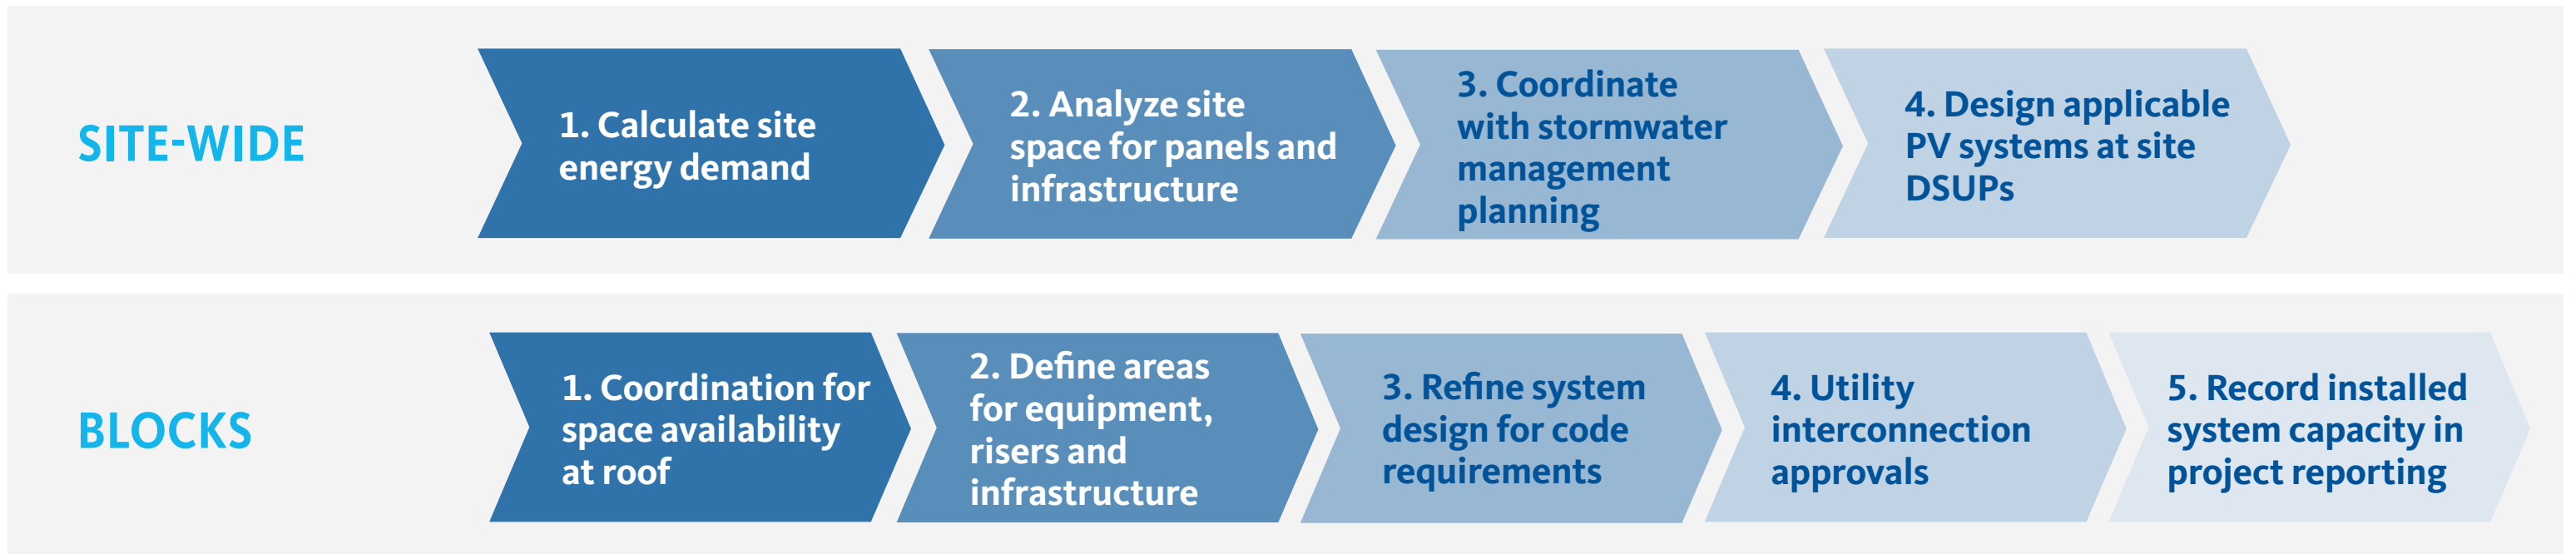 SITE-WIDE
1. Calculate site
energy demand
2. Analyze site
space for panels and
infrastructure
3. Coordinate
with stormwater
management
planning
4. Design applicable
PV systems at site
DSUPs
BLOCKS
1. Coordination for
space availability
at roof
2. Define areas
for equipment,
risers and
infrastructure
3. Refine system
design for code
requirements
4. Utility
interconnection
approvals
5. Record installed
system capacity in
project reporting